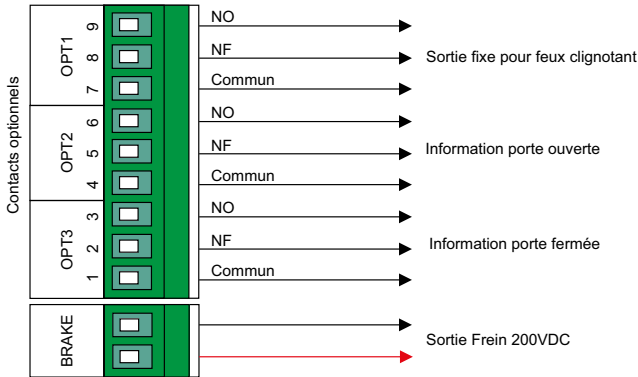 Contacts optionnels
OPT1
9 NO
8 NF Sortie fixe pour feux clignotant
7 Commun
OPT2
6 NO
5 NF Information porte ouverte
4 Commun
OPT3
3 NO
2 NF Information porte fermée
1 Commun
BRAKE
Sortie Frein 200VDC